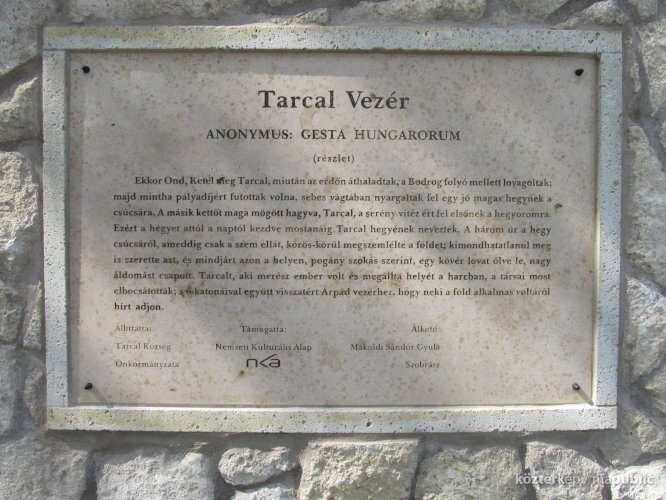 Tarcal Vezér
ANONYMUS: GESTA HUNGARORUM
(részlet)
Ekkor Ond, Ketel meg Tarcal, miután az erdőn áthaladtak, a Bodrog folyó mellett lovagoltak;
majd mintha pályadíjért futottak volna, sebes vágtában nyargaltak fel egy jó magas hegynek a
csúcsára. A másik kettőt maga mögött hagyva, Tarcal, a serény vitéz ért fel elsőnek a hegyoromra.
Ezért a hegyet attól a naptól kezdve mostanáig Tarcal hegyének nevezték. A három úr a hegy
csúcsáról, ameddig csak a szem ellát, körös-körül megszemlélte a földet; kimondhatatlanul meg
is szerette azt, és mindjárt azon a helyen, pogány szokás szerint, egy kövér lovat ölve le, nagy
áldomást csapott. Tarcalt, aki merész ember volt és megállta helyét a harcban, a társai most
elbocsátották; s ő katonáival együtt visszatért Árpád vezérhez, hogy neki a föld alkalmas voltáról
hírt adjon.
Állíttatta: Támogatta: Alkotó:
Tarcal Község Nemzeti Kulturális Alap Makoldi Sándor Gyula
Önkormányzata nka Szobrász
köztérkép / jhapublic